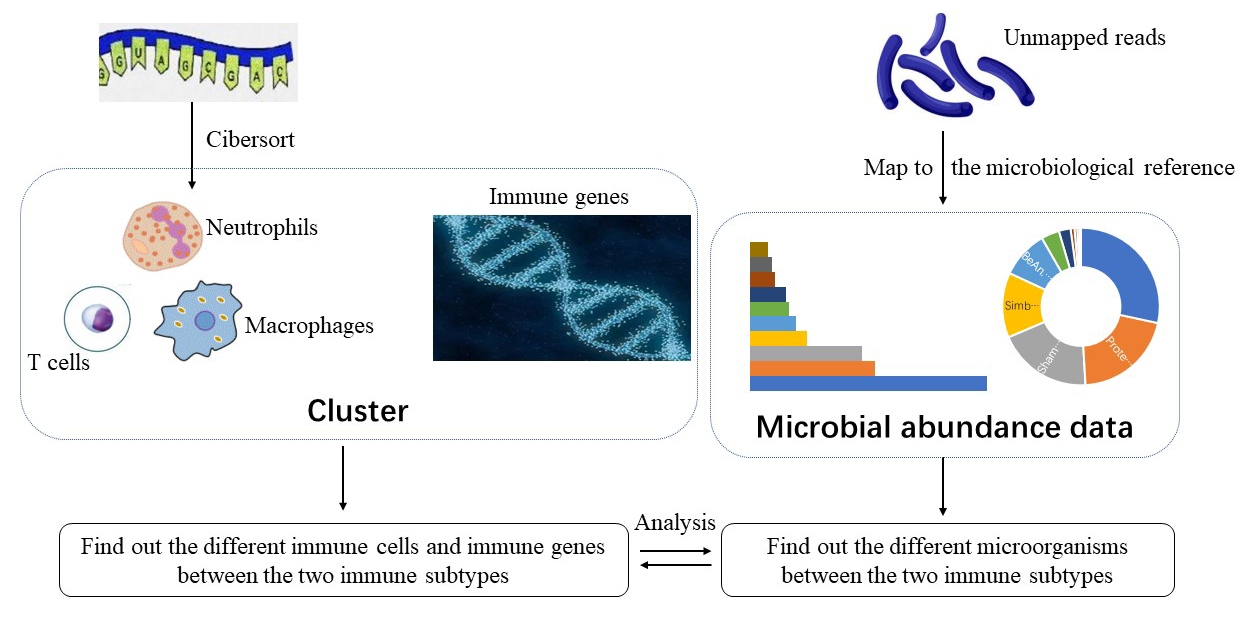 G G U A G C G A C
Unmapped reads
Cibersort
Map to the microbiological reference
Neutrophils
Immune genes
Macrophages
T cells
Cluster
BeAn...
Simb...
Sham...
Prote...
Microbial abundance data
Analysis
Find out the different immune cells and immune genes
between the two immune subtypes
Find out the different microorganisms
between the two immune subtypes